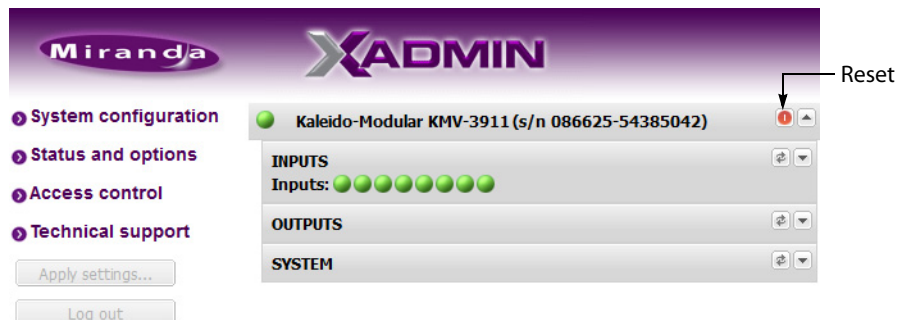 Miranda
XADMIN
Reset
System configuration
Status and options
Access control
Technical support
Apply settings...
Log out
Kaleido-Modular KMV-3911 (s/n 086625-54385042)
INPUTS
Inputs:
OUTPUTS
SYSTEM